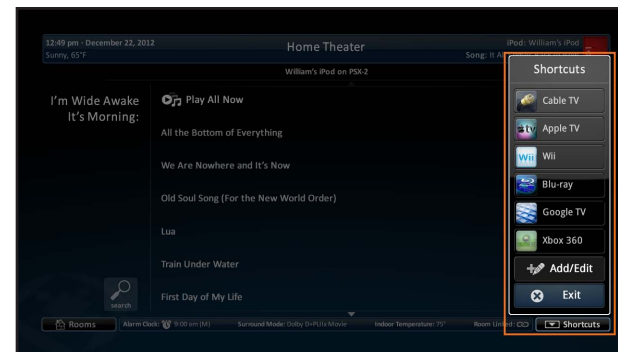 12:49 pm - December 22, 2012
Sunny, 65°F
Home Theater
iPod: William's iPod
Song: It Al
William's iPod on PSX-2
I'm Wide Awake
It's Morning:
Play All Now
All the Bottom of Everything
We Are Nowhere and It's Now
Old Soul Song (For the New World Order)
Lua
Train Under Water
First Day of My Life
search
Shortcuts
Cable TV
tv Apple TV
Wii Wii
Blu-ray
Google TV
Xbox 360
Add/Edit
Exit
Rooms
Alarm Clock: 9:00 am (M)
Surround Mode: Dolby D+PLIIx Movie
Indoor Temperature: 75°
Room Linked:
Shortcuts